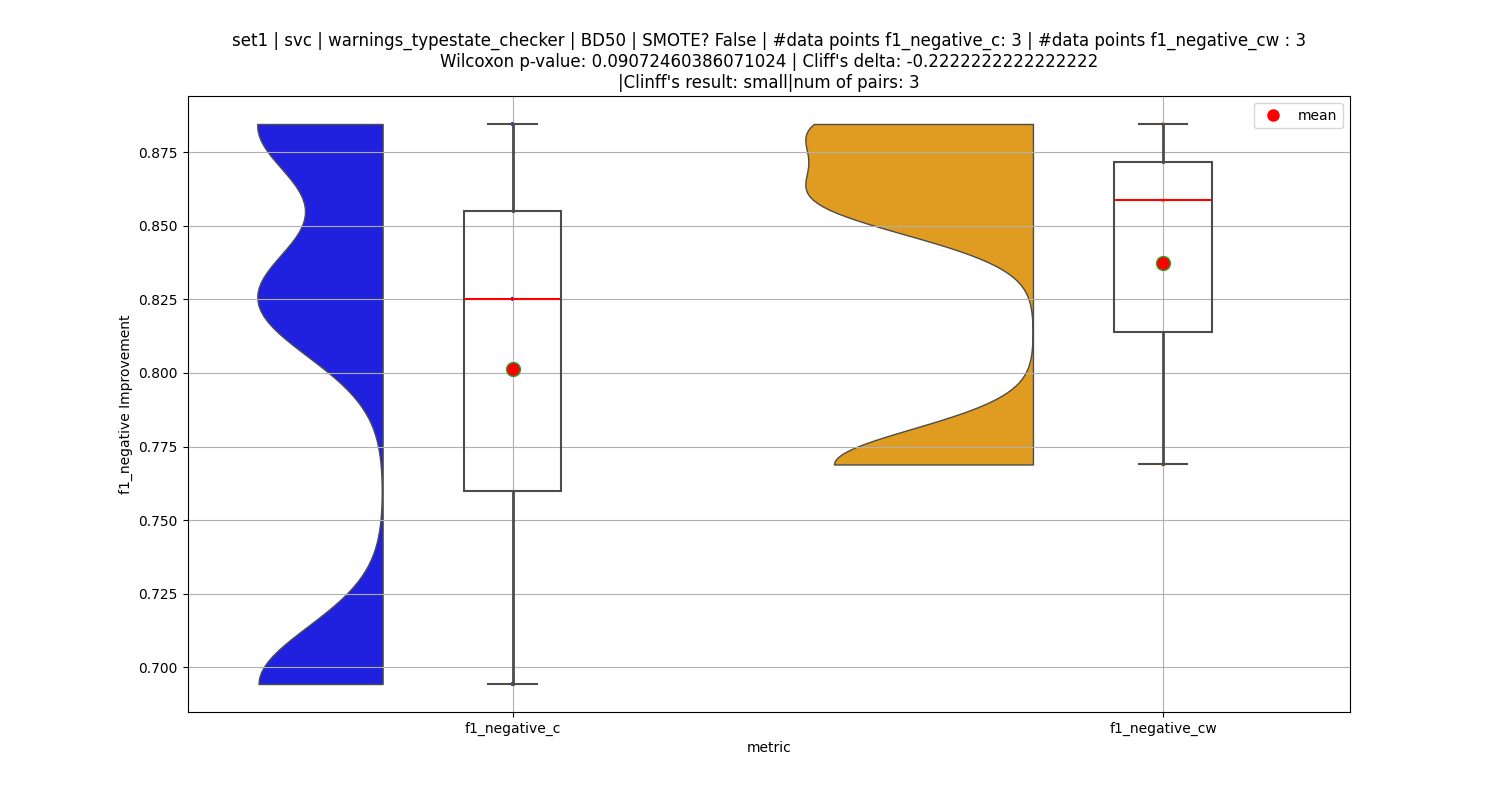 set1 | svc | warnings_typestate_checker | BD50 | SMOTE? False | #data points f1_negative_c: 3 | #data points f1_negative_cw : 3
Wilcoxon p-value: 0.09072460386071024 | Cliff's delta: -0.2222222222222222
|Clinff's result: small|num of pairs: 3
mean
0.875
0.850
0.825
0.800
0.775
0.750
0.725
0.700
f1_negative Improvement
f1_negative_c
f1_negative_cw
metric